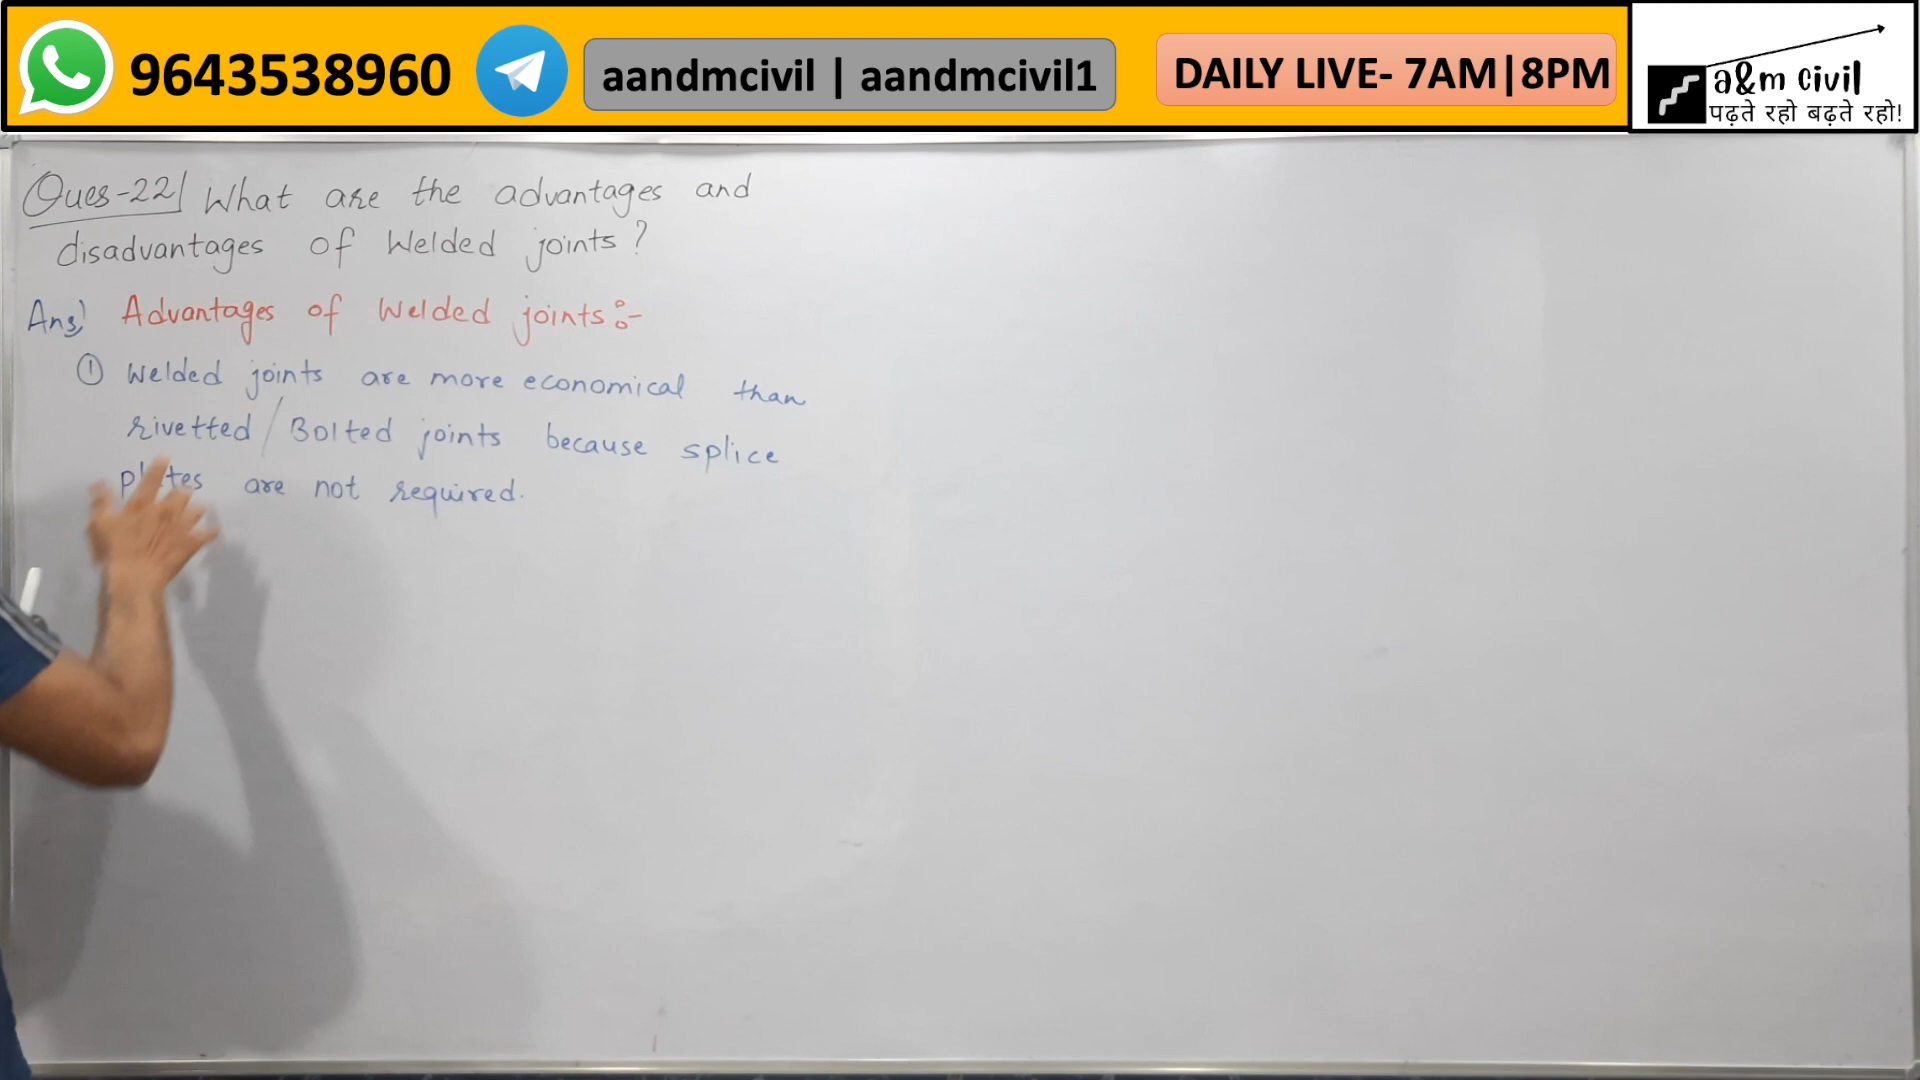 9643538960
aandmcivil | aandmcivil1
DAILY LIVE- 7AM|8PM
a&m civil
पढ़ते रहो बढ़ते रहो!
Ques-22 What are the advantages and
disadvantages of Welded joints?
Ans) Advantages of Welded joints:-
① Welded joints are more economical than
rivetted/Bolted joints because splice
plates are not required.